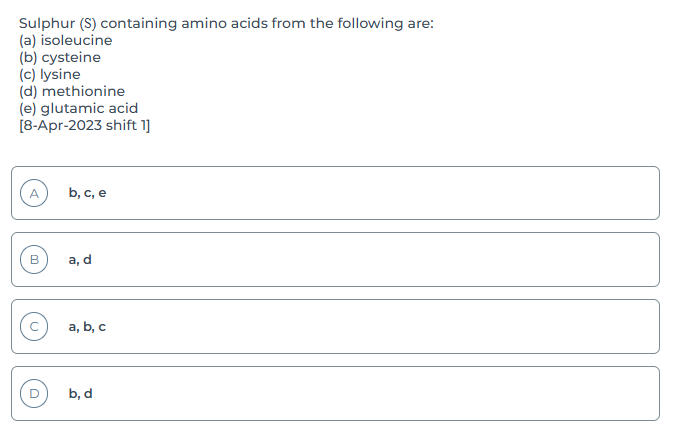 Sulphur (S) containing amino acids from the following are:
(a) isoleucine
(b) cysteine
(c) lysine
(d) methionine
(e) glutamic acid
[8-Apr-2023 shift 1]
A b, c, e
B a, d
C a, b, c
D b, d